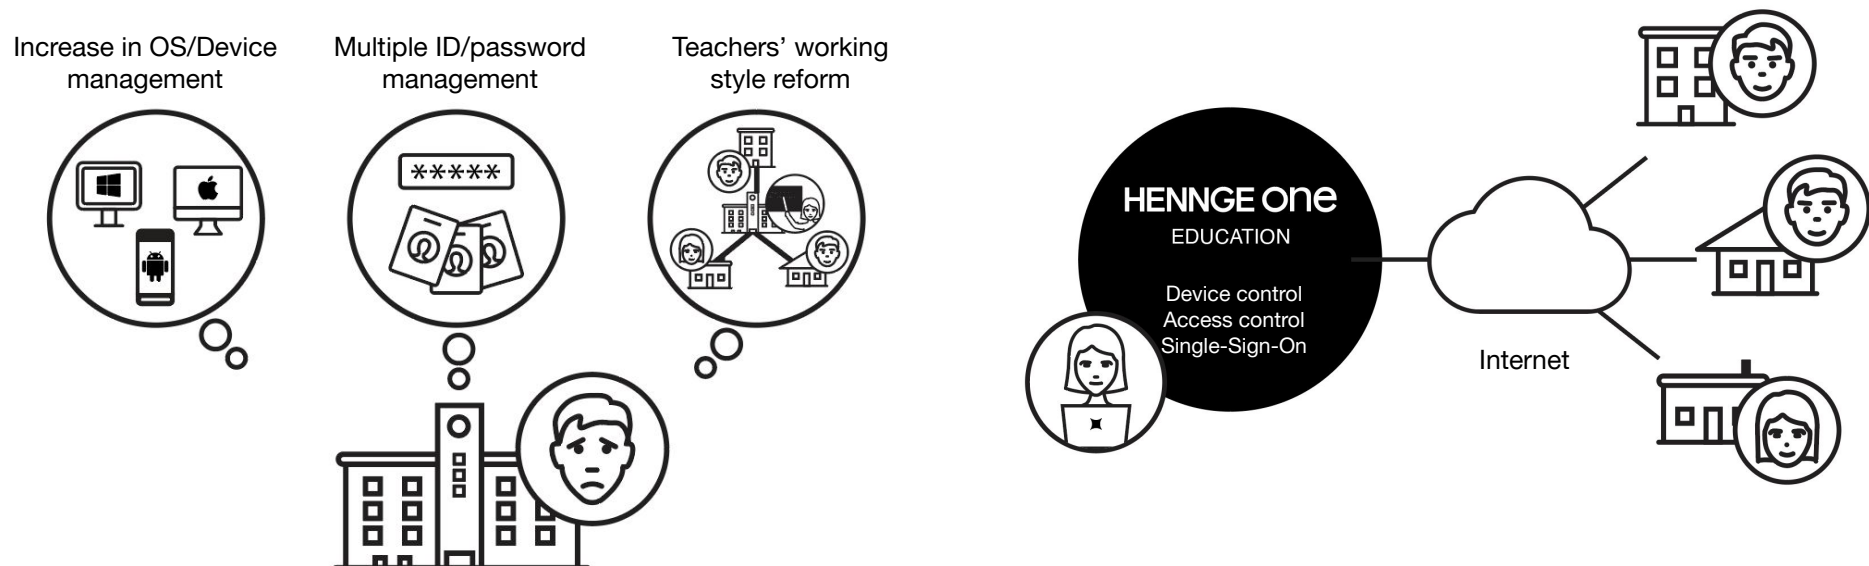 Increase in OS/Device
management
Multiple ID/password
management
Teachers’ working
style reform
*****
HENNGE one
EDUCATION
Device control
Access control
Single-Sign-On
Internet